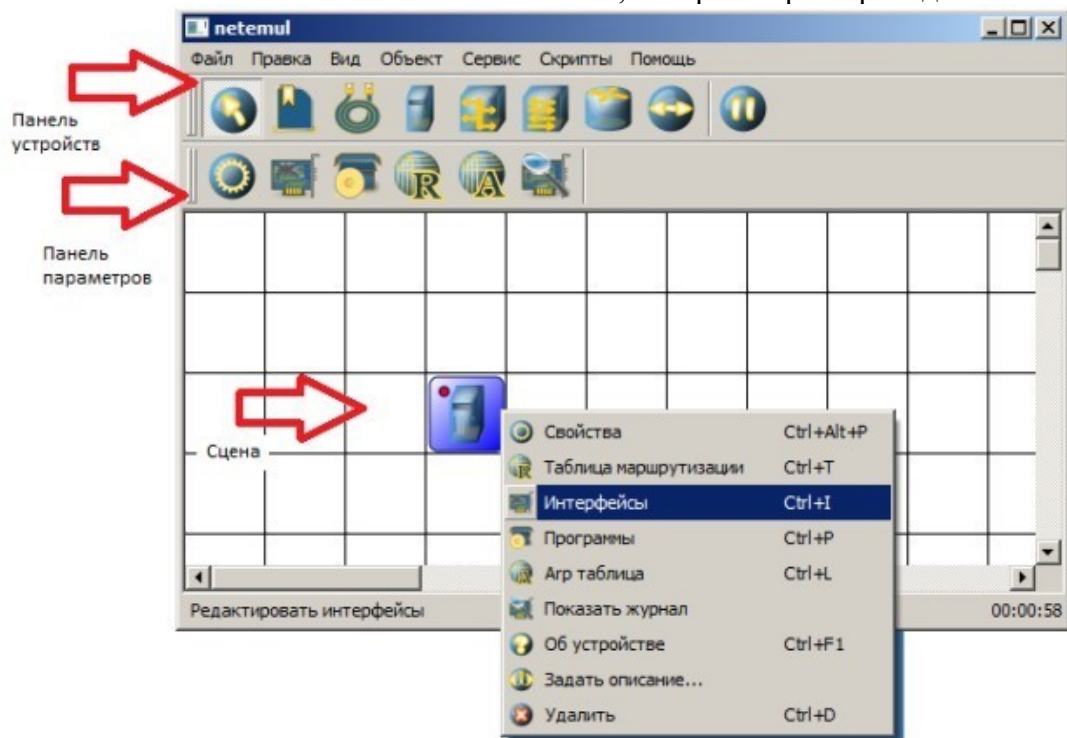 netemul
Файл Правка Вид Объект Сервис Скрипты Помощь
Панель
устройств
R A
Панель
параметров
Сцена
Свойства Ctrl+Alt+P
Таблица маршрутизации Ctrl+T
Интерфейсы Ctrl+I
Программы Ctrl+P
Arp таблица Ctrl+L
Показать журнал
Об устройстве Ctrl+F1
Задать описание...
Удалить Ctrl+D
Редактировать интерфейсы 00:00:58